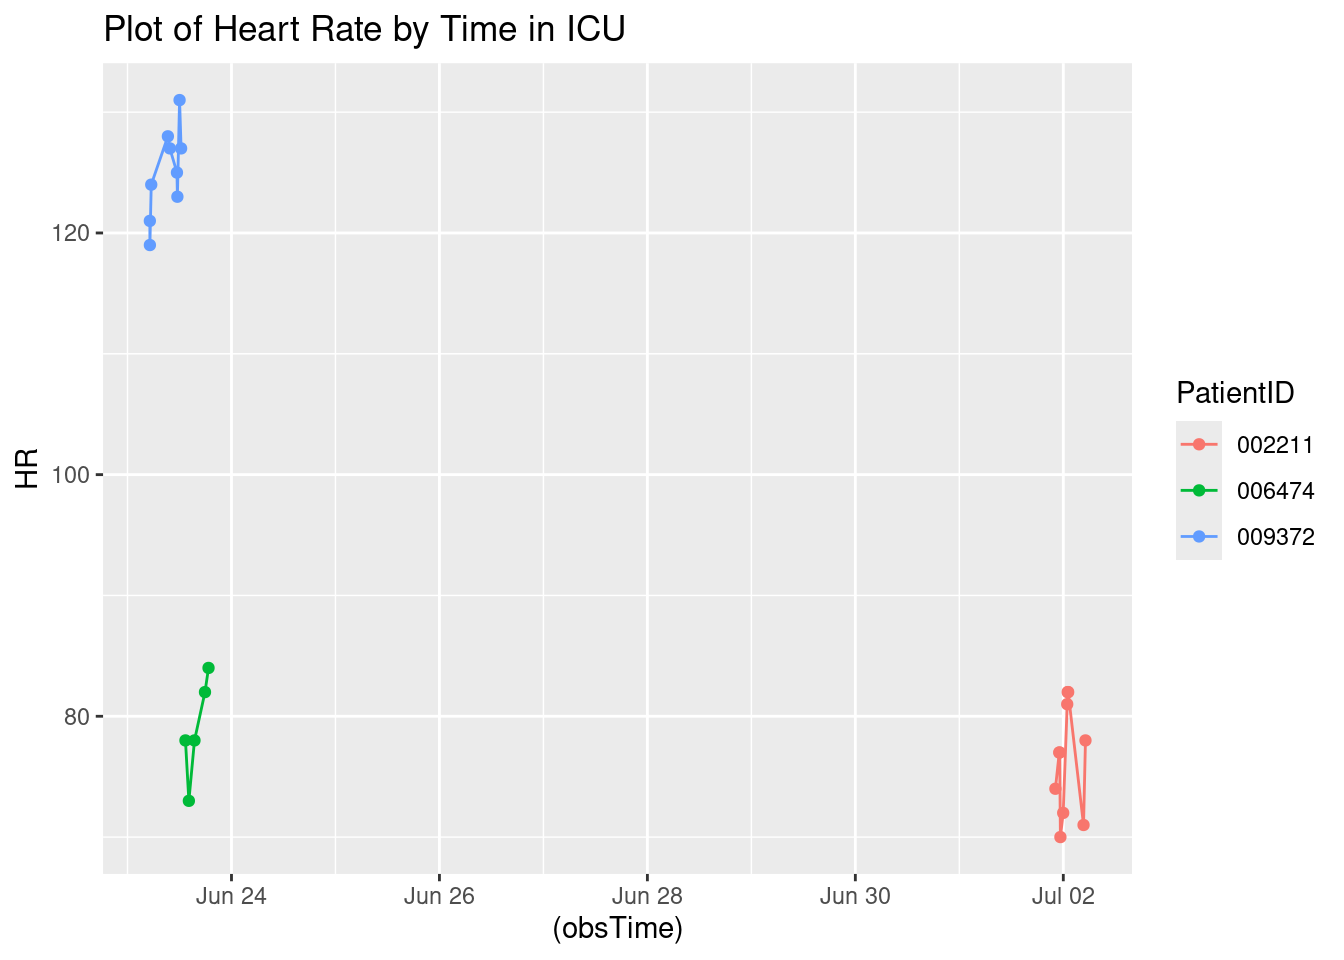 Plot of Heart Rate by Time in ICU
120
100
80
HR
Jun 24 Jun 26 Jun 28 Jun 30 Jul 02
(obsTime)
PatientID
002211
006474
009372